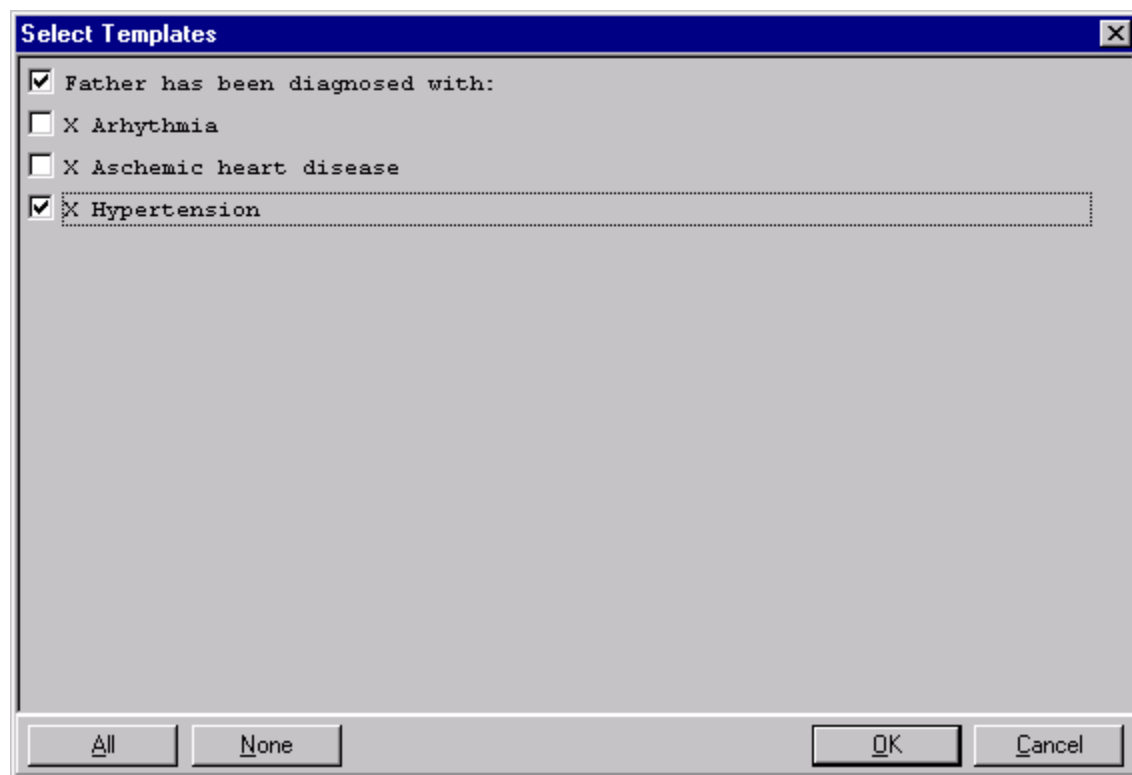 Select Templates
Father has been diagnosed with:
X Arhythmia
X Aschemic heart disease
X Hypertension
All
None
OK
Cancel